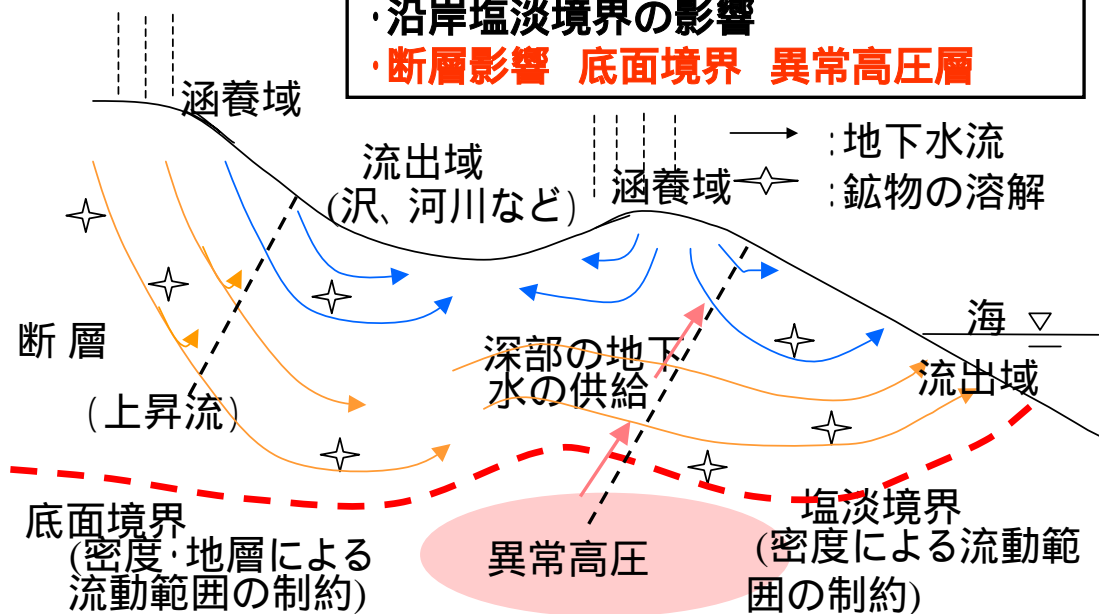 ・沿岸塩淡境界の影響
・断層影響 底面境界 異常高圧層
涵養域
流出域
(沢、河川など)
涵養域
:地下水流
:鉱物の溶解
断 層
(上昇流)
深部の地下
水の供給
海
流出域
底面境界
(密度・地層による
流動範囲の制約)
異常高圧
塩淡境界
(密度による流動範
囲の制約)